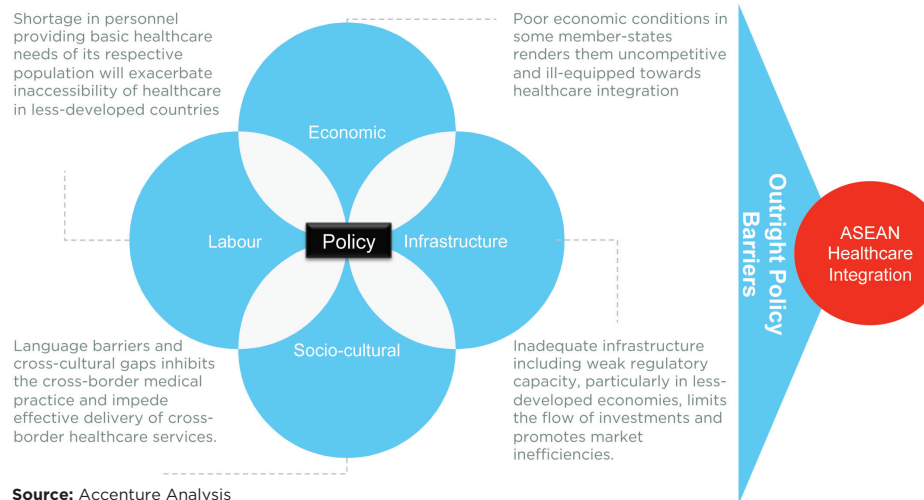 Shortage in personnel
providing basic healthcare
needs of its respective
population will exacerbate
inaccessibility of healthcare
in less-developed countries
Poor economic conditions in
some member-states
renders them uncompetitive
and ill-equipped towards
healthcare integration
Economic
Labour
Policy
Infrastructure
Socio-cultural
Language barriers and
cross-cultural gaps inhibits
the cross-border medical
practice and impede
effective delivery of cross-
border healthcare services.
Inadequate infrastructure
including weak regulatory
capacity, particularly in less-
developed economies, limits
the flow of investments and
promotes market
inefficiencies.
Outright Policy
Barriers
ASEAN
Healthcare
Integration
Source: Accenture Analysis